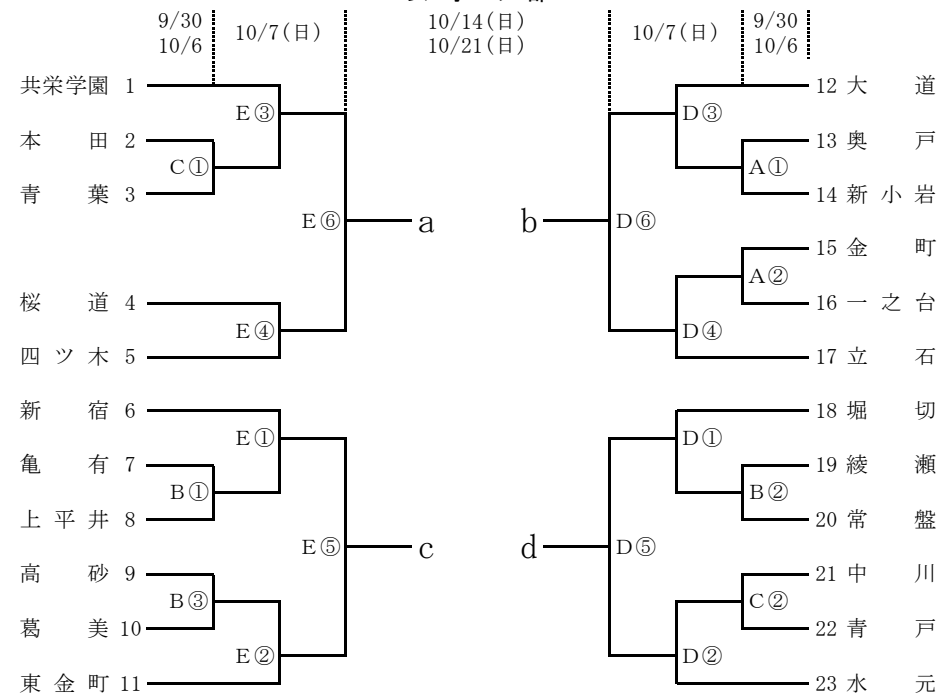 9/30
10/6
10/7(日)
10/14(日)
10/21(日)
10/7(日)
9/30
10/6
共栄学園 1
本田 2
青葉 3
桜道 4
四ツ木 5
新宿 6
亀有 7
上平井 8
高砂 9
葛美 10
東金町 11
C①
E③
E④
E⑥
a
B①
B③
E①
E②
E⑤
c
b
D⑥
D③
D④
A①
A②
d
D⑤
D①
D②
B②
C②
12 大道
13 奥戸
14 新小岩
15 金町
16 一之台
17 立石
18 堀切
19 綾瀬
20 常盤
21 中川
22 青戸
23 水元